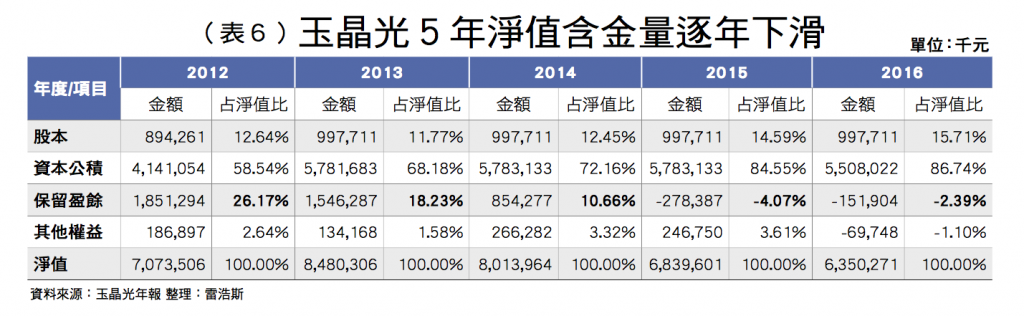 （表６）玉晶光５年淨值含金量逐年下滑
單位：千元
年度/項目 2012 2013 2014 2015 2016
金額 占淨值比 金額 占淨值比 金額 占淨值比 金額 占淨值比 金額 占淨值比
股本 894,261 12.64% 997,711 11.77% 997,711 12.45% 997,711 14.59% 997,711 15.71%
資本公積 4,141,054 58.54% 5,781,683 68.18% 5,783,133 72.16% 5,783,133 84.55% 5,508,022 86.74%
保留盈餘 1,851,294 26.17% 1,546,287 18.23% 854,277 10.66% -278,387 -4.07% -151,904 -2.39%
其他權益 186,897 2.64% 134,168 1.58% 266,282 3.32% 246,750 3.61% -69,748 -1.10%
淨值 7,073,506 100.00% 8,480,306 100.00% 8,013,964 100.00% 6,839,601 100.00% 6,350,271 100.00%
資料來源：玉晶光年報 整理：雷浩斯